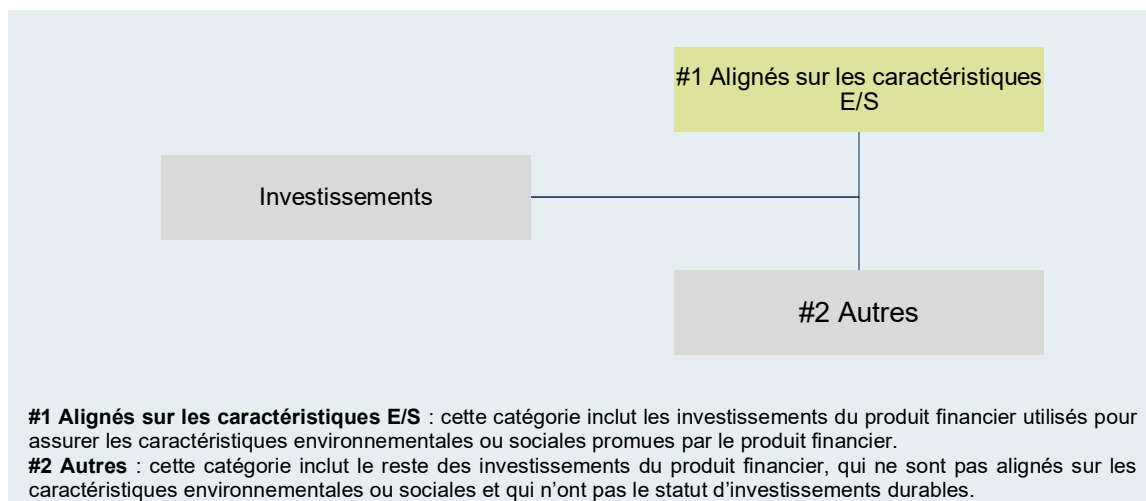 #1 Alignés sur les caractéristiques
E/S
Investissements
#2 Autres
#1 Alignés sur les caractéristiques E/S : cette catégorie inclut les investissements du produit financier utilisés pour
assurer les caractéristiques environnementales ou sociales promues par le produit financier.
#2 Autres : cette catégorie inclut le reste des investissements du produit financier, qui ne sont pas alignés sur les
caractéristiques environnementales ou sociales et qui n’ont pas le statut d’investissements durables.